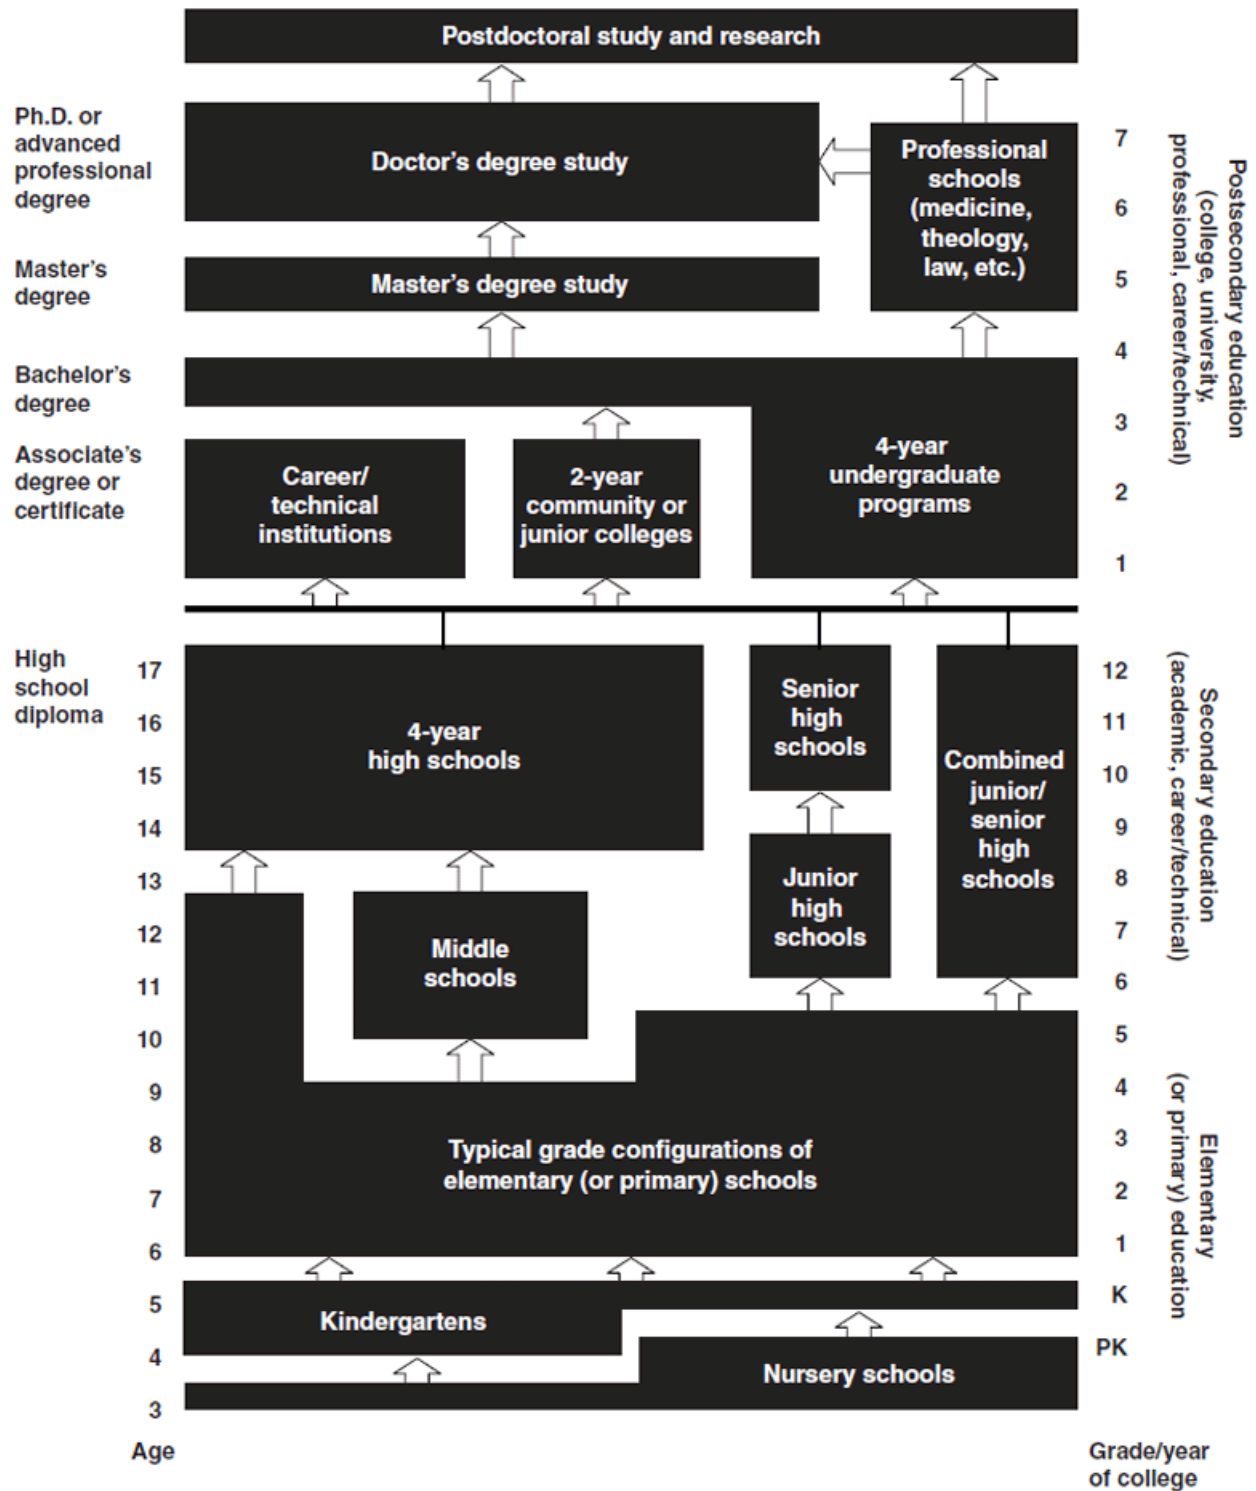 Postdoctoral study and research
Ph.D. or
advanced
professional
degree
Doctor's degree study
Professional
schools
(medicine,
theology,
law, etc.)
7
6
5
4
3
2
1
Postsecondary education
(college, university,
professional, career/technical)
Master's
degree
Master's degree study
Bachelor's
degree
Associate's
degree or
certificate
Career/
technical
institutions
2-year
community or
junior colleges
4-year
undergraduate
programs
High
school
diploma
17
16
15
14
13
12
11
10
9
8
7
6
5
4
3
Age
4-year
high schools
Senior
high
schools
Combined
junior/
senior
high
schools
Junior
high
schools
Middle
schools
12
11
10
9
8
7
6
5
4
3
2
1
K
PK
Grade/year
of college
Secondary education
(academic, career/technical)
Elementary
(or primary) education
Typical grade configurations of
elementary (or primary) schools
Kindergartens
Nursery schools